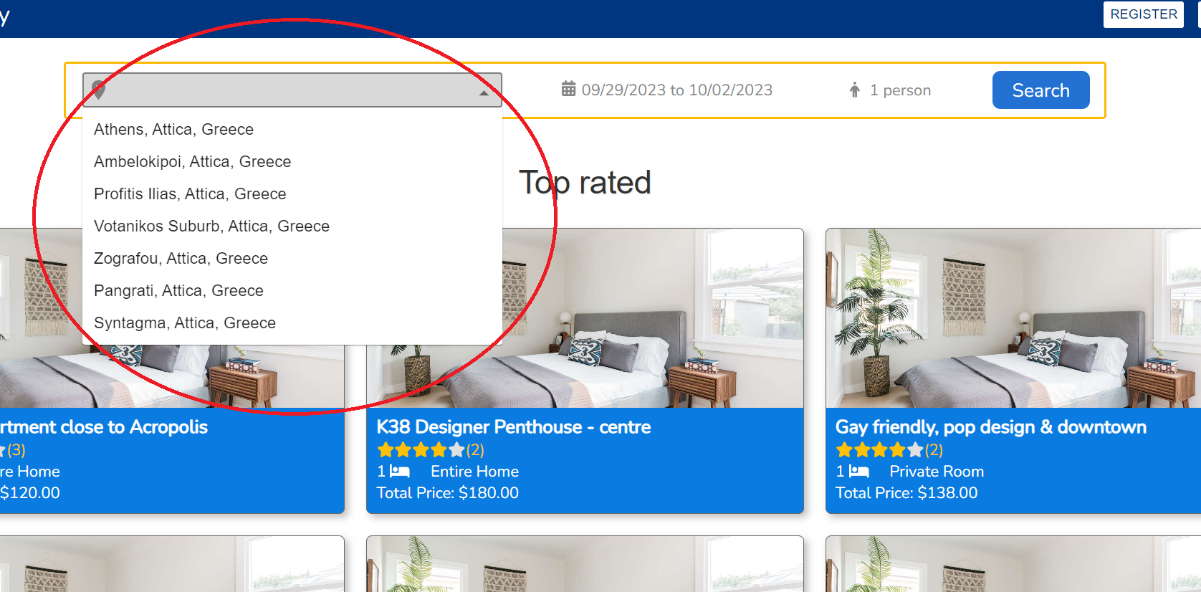 y
REGISTER
09/29/2023 to 10/02/2023
1 person
Search
Athens, Attica, Greece
Ambelokipoi, Attica, Greece
Profitis Ilias, Attica, Greece
Votanikos Suburb, Attica, Greece
Zografou, Attica, Greece
Pangrati, Attica, Greece
Syntagma, Attica, Greece
Top rated
rtment close to Acropolis
(3)
re Home
$120.00
K38 Designer Penthouse - centre
(2)
1 Entire Home
Total Price: $180.00
Gay friendly, pop design & downtown
(2)
1 Private Room
Total Price: $138.00